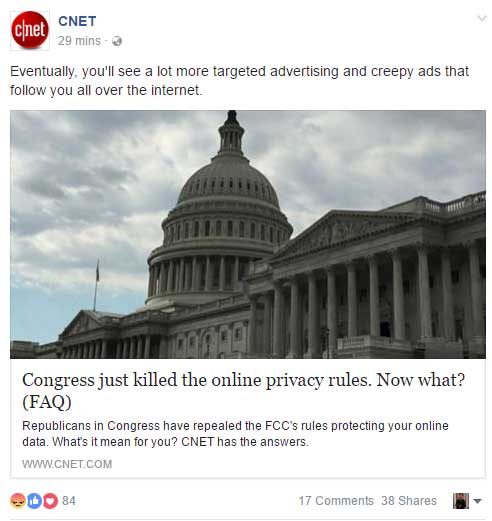 c|net
CNET
29 mins ·
Eventually, you'll see a lot more targeted advertising and creepy ads that
follow you all over the internet.
Congress just killed the online privacy rules. Now what?
(FAQ)
Republicans in Congress have repealed the FCC's rules protecting your online
data. What's it mean for you? CNET has the answers.
WWW.CNET.COM
84
17 Comments 38 Shares